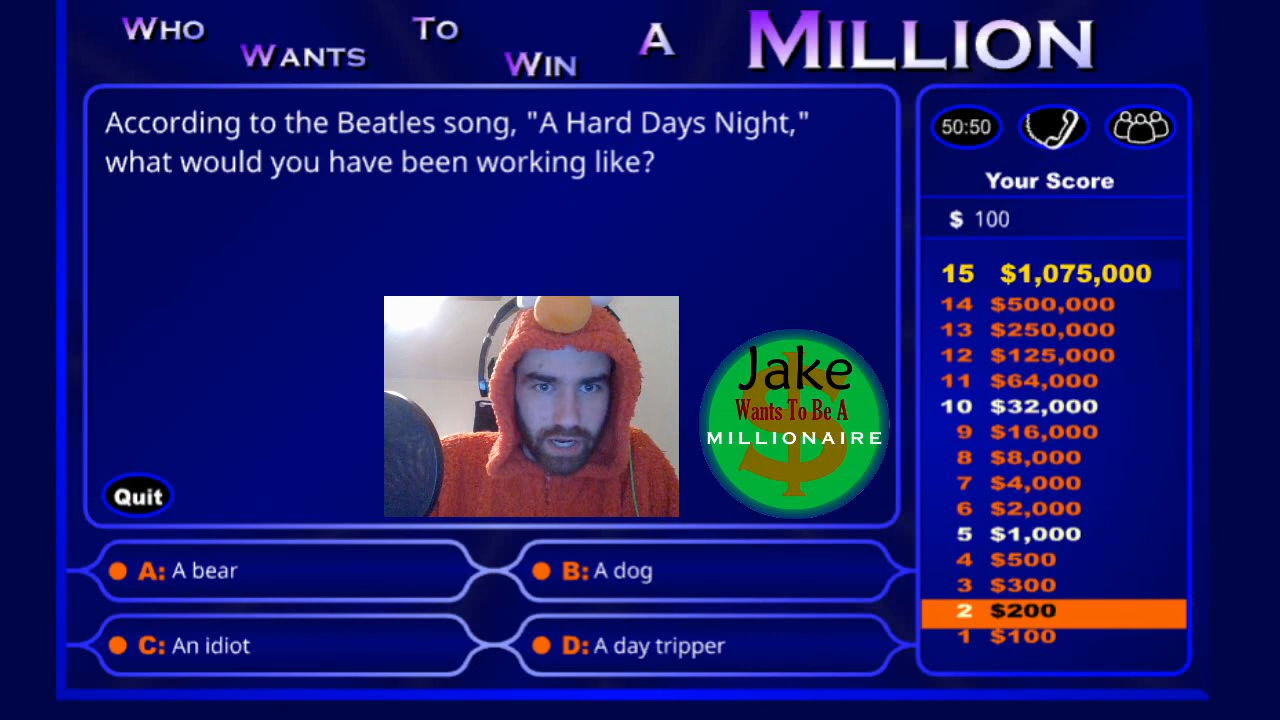 WHO WANTS TO WIN A MILLION
According to the Beatles song, "A Hard Days Night,"
what would you have been working like?
50:50
Your Score
$ 100
15 $1,075,000
14 $500,000
13 $250,000
12 $125,000
11 $64,000
10 $32,000
9 $16,000
8 $8,000
7 $4,000
6 $2,000
5 $1,000
4 $500
3 $300
2 $200
1 $100
Jake
Wants To Be A
MILLIONAIRE
$
Quit
A: A bear
B: A dog
C: An idiot
D: A day tripper